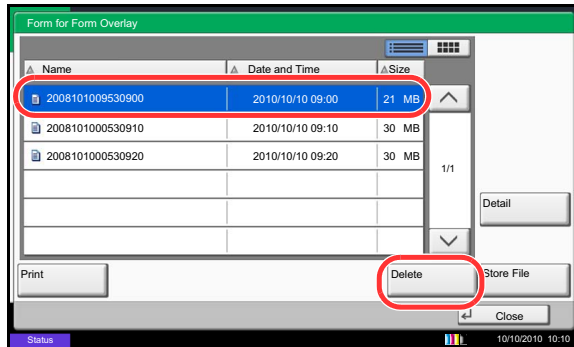 Form for Form Overlay
Name Date and Time Size
2008101009530900 2010/10/10 09:00 21 MB
2008101000530910 2010/10/10 09:10 30 MB
2008101000530920 2010/10/10 09:20 30 MB
1/1
Detail
Print Delete Store File
Close
Status 10/10/2010 10:10